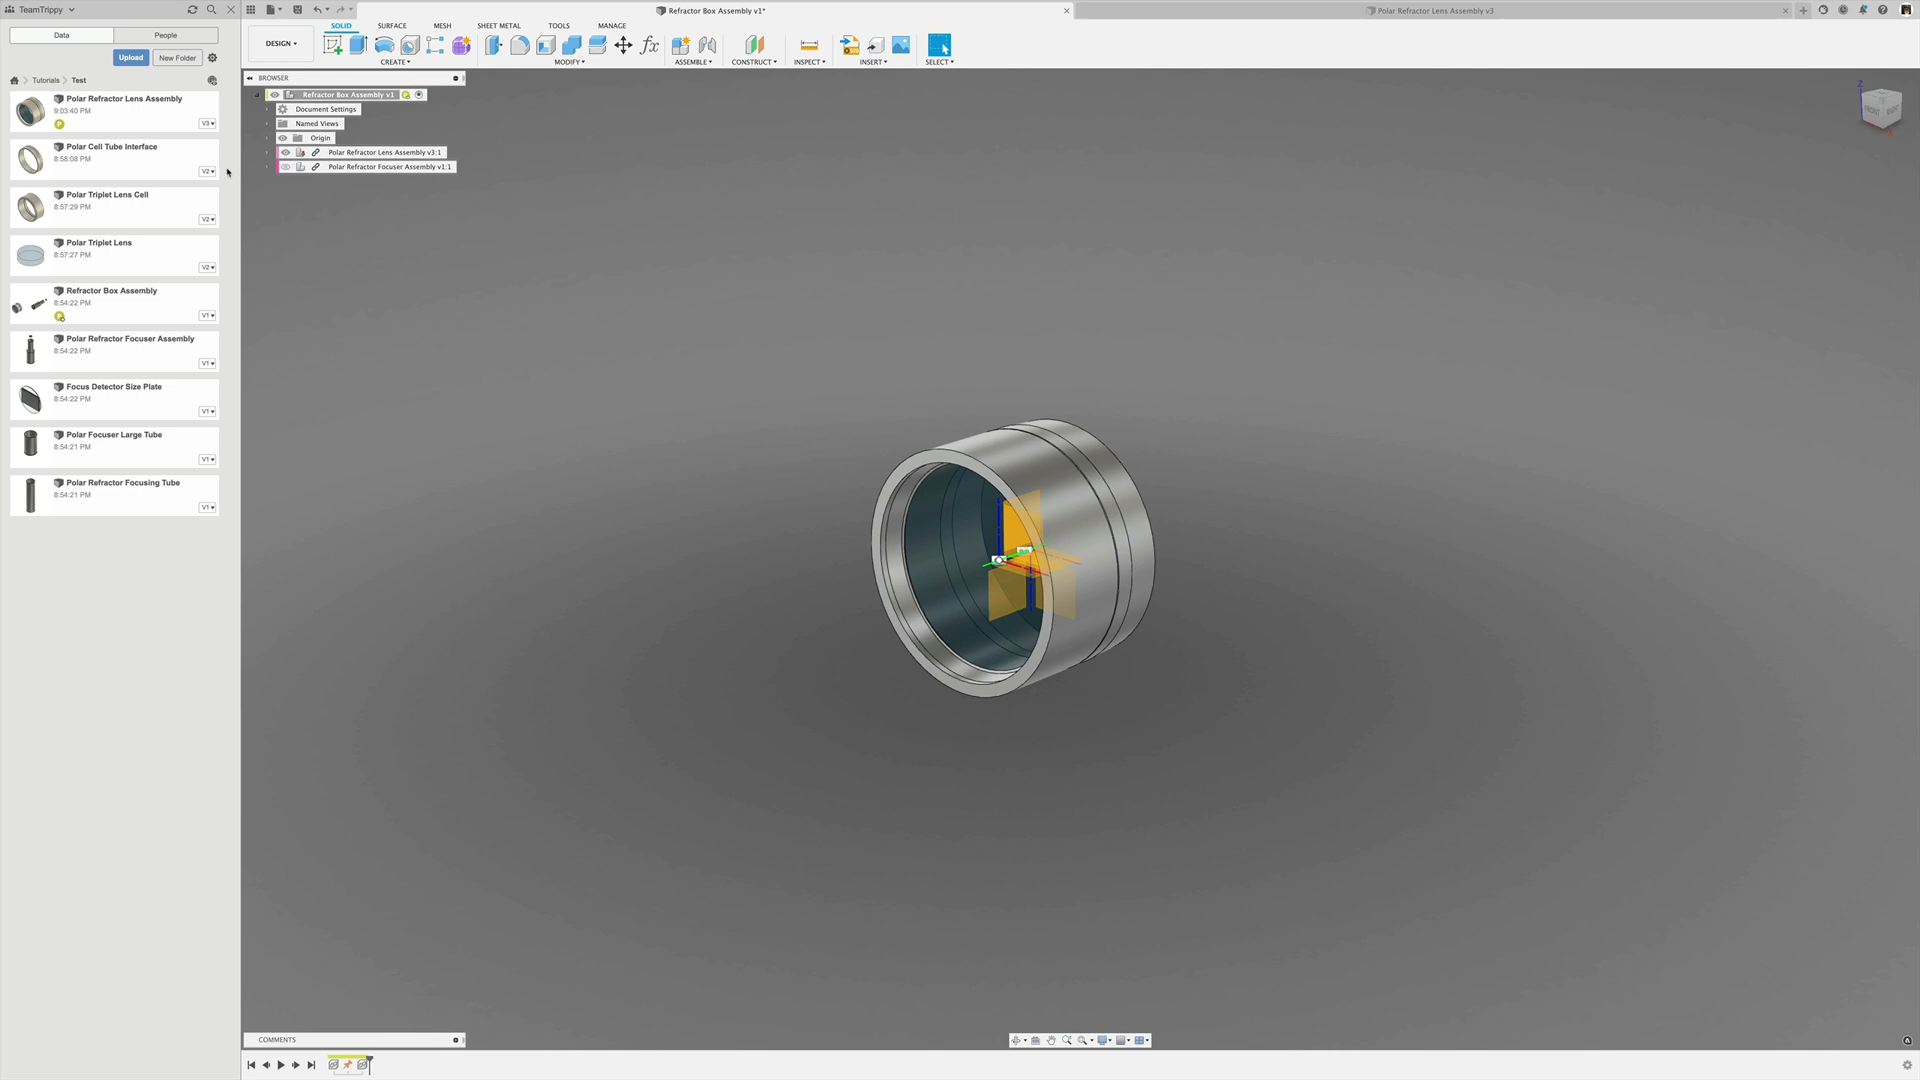 TeamTrippy
Refractor Box Assembly v1*
Polar Refractor Lens Assembly v3
Data
People
Upload
New Folder
Tutorials
Test
Polar Refractor Lens Assembly
9:03:40 PM
V3
Polar Cell Tube Interface
8:58:08 PM
V2
Polar Triplet Lens Cell
8:57:29 PM
V2
Polar Triplet Lens
8:57:27 PM
V2
Refractor Box Assembly
8:54:22 PM
V1
Polar Refractor Focuser Assembly
8:54:22 PM
V1
Focus Detector Size Plate
8:54:22 PM
V1
Polar Focuser Large Tube
8:54:21 PM
V1
Polar Refractor Focusing Tube
8:54:21 PM
V1
DESIGN
SOLID
SURFACE
MESH
SHEET METAL
TOOLS
MANAGE
fx
CREATE
MODIFY
ASSEMBLE
CONSTRUCT
INSPECT
INSERT
SELECT
BROWSER
Refractor Box Assembly v1
Document Settings
Named Views
Origin
Polar Refractor Lens Assembly v3:1
Polar Refractor Focuser Assembly v1:1
Z
FRONT
RIGHT
X
COMMENTS